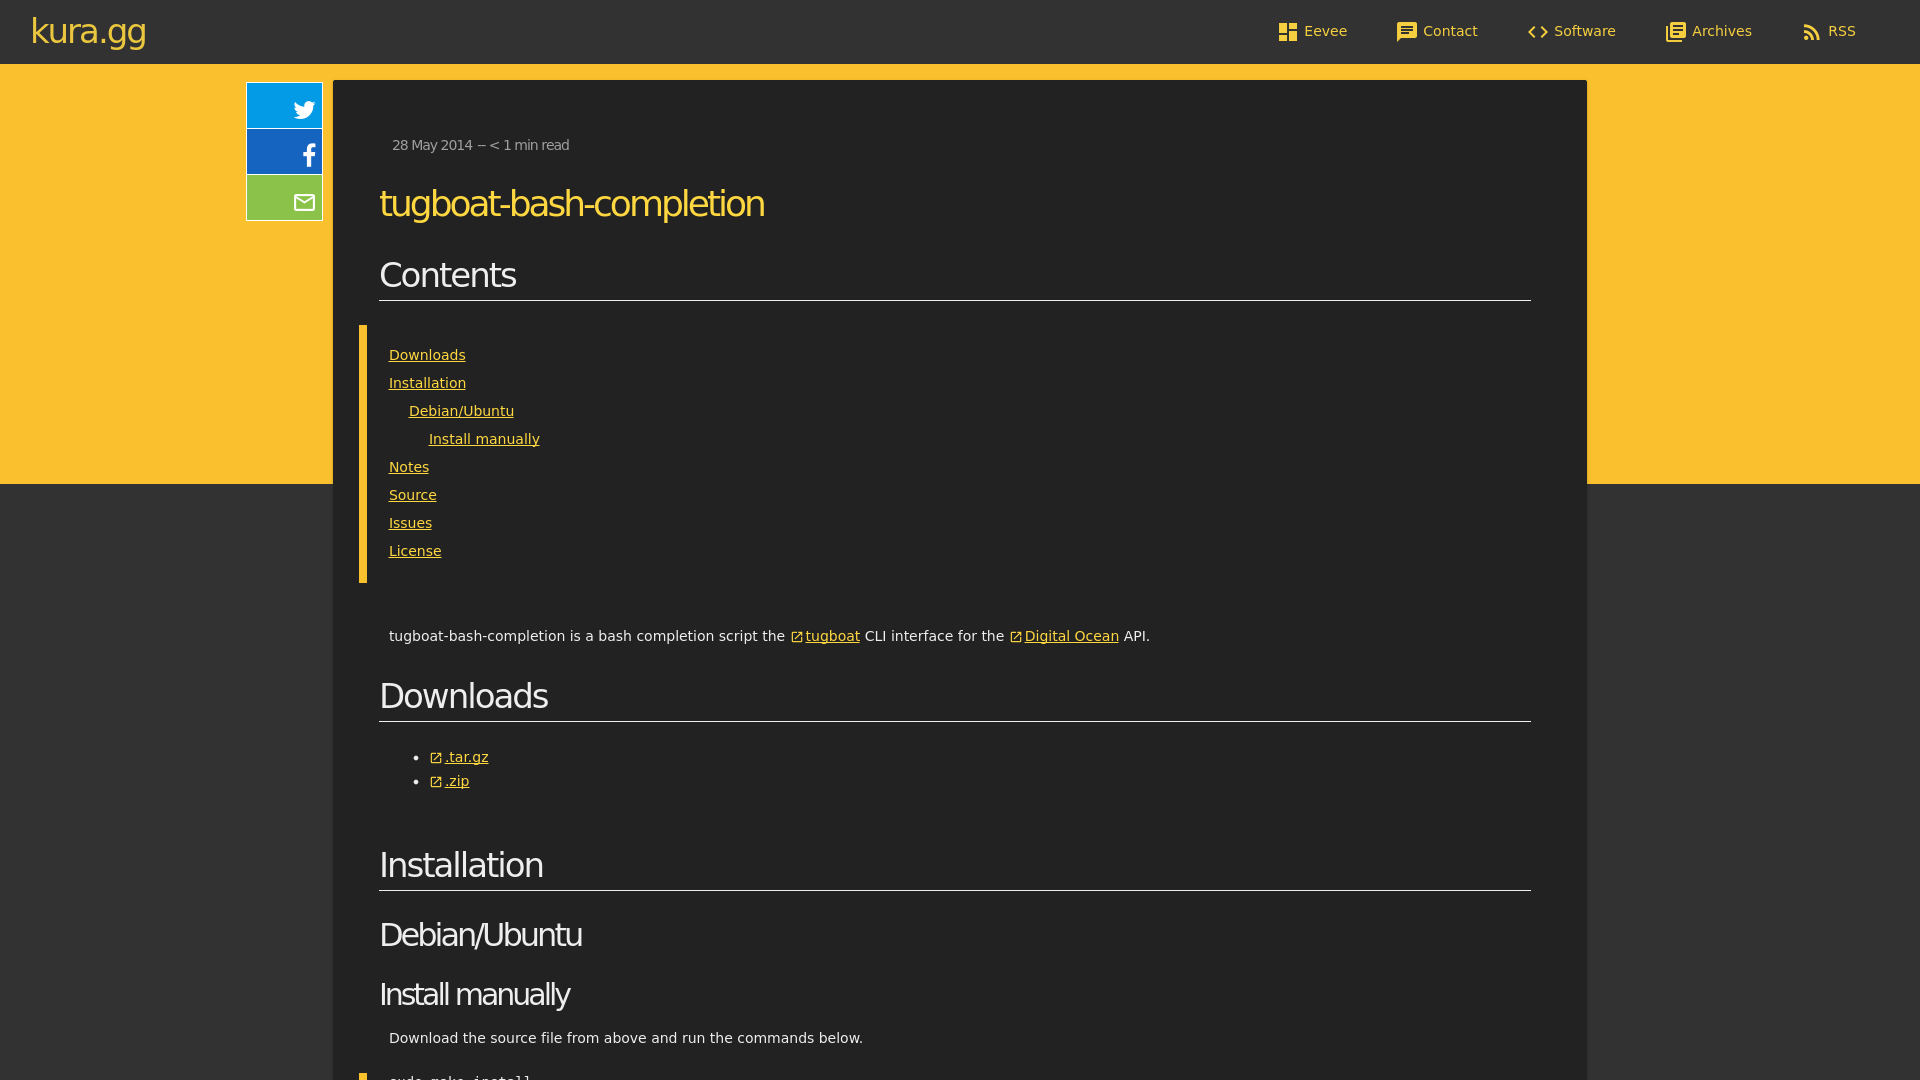 kura.gg
Eevee
Contact
Software
Archives
RSS
28 May 2014 -- < 1 min read
tugboat-bash-completion
Contents
Downloads
Installation
Debian/Ubuntu
Install manually
Notes
Source
Issues
License
tugboat-bash-completion is a bash completion script the tugboat CLI interface for the Digital Ocean API.
Downloads
• .tar.gz
• .zip
Installation
Debian/Ubuntu
Install manually
Download the source file from above and run the commands below.
sudo make install